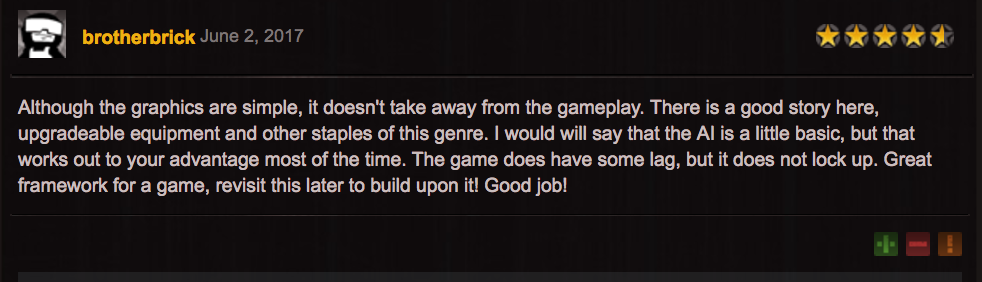 brotherbrick June 2, 2017
Although the graphics are simple, it doesn't take away from the gameplay. There is a good story here,
upgradeable equipment and other staples of this genre. I would will say that the AI is a little basic, but that
works out to your advantage most of the time. The game does have some lag, but it does not lock up. Great
framework for a game, revisit this later to build upon it! Good job!